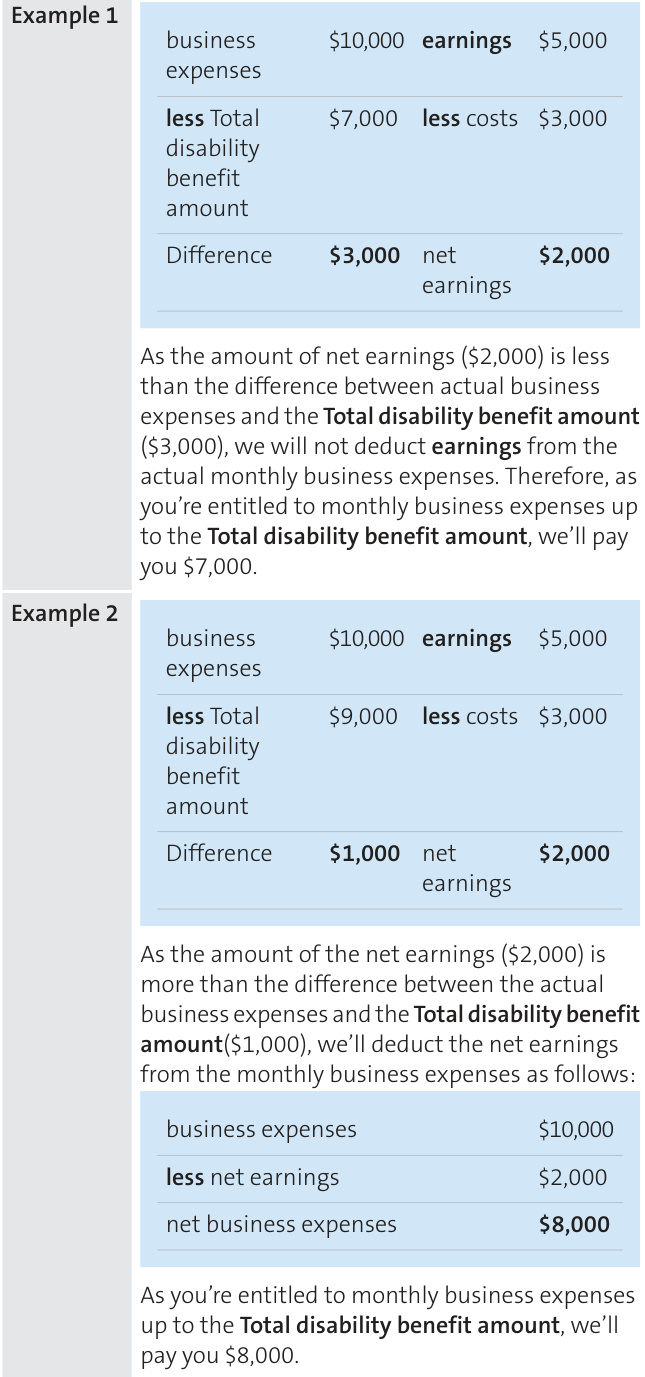 Example 1
business expenses $10,000 earnings $5,000
less Total disability benefit amount $7,000 less costs $3,000
Difference $3,000 net earnings $2,000
As the amount of net earnings ($2,000) is less
than the difference between actual business
expenses and the Total disability benefit amount
($3,000), we will not deduct earnings from the
actual monthly business expenses. Therefore, as
you’re entitled to monthly business expenses up
to the Total disability benefit amount, we’ll pay
you $7,000.
Example 2
business expenses $10,000 earnings $5,000
less Total disability benefit amount $9,000 less costs $3,000
Difference $1,000 net earnings $2,000
As the amount of the net earnings ($2,000) is
more than the difference between the actual
business expenses and the Total disability benefit
amount($1,000), we’ll deduct the net earnings
from the monthly business expenses as follows:
business expenses $10,000
less net earnings $2,000
net business expenses $8,000
As you’re entitled to monthly business expenses
up to the Total disability benefit amount, we’ll
pay you $8,000.